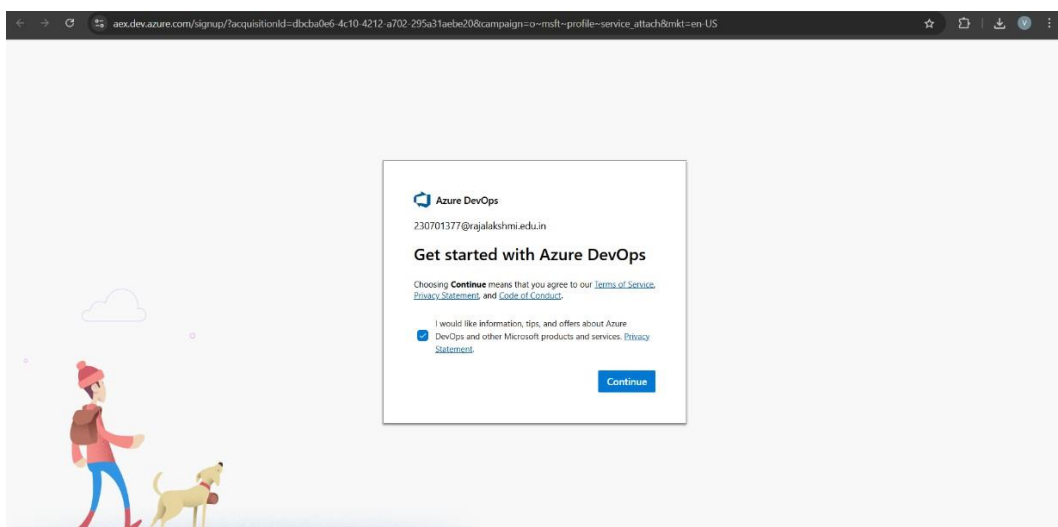 aex.dev.azure.com/signup/?acquisitionId=dbcba0e6-4c10-4212-a702-295a31aebe20&campaign=o~msft~profile~service_attach&mkt=en-US
V
Azure DevOps
230701377@rajalakshmi.edu.in
Get started with Azure DevOps
Choosing Continue means that you agree to our Terms of Service,
Privacy Statement, and Code of Conduct.
I would like information, tips, and offers about Azure
DevOps and other Microsoft products and services. Privacy
Statement.
Continue